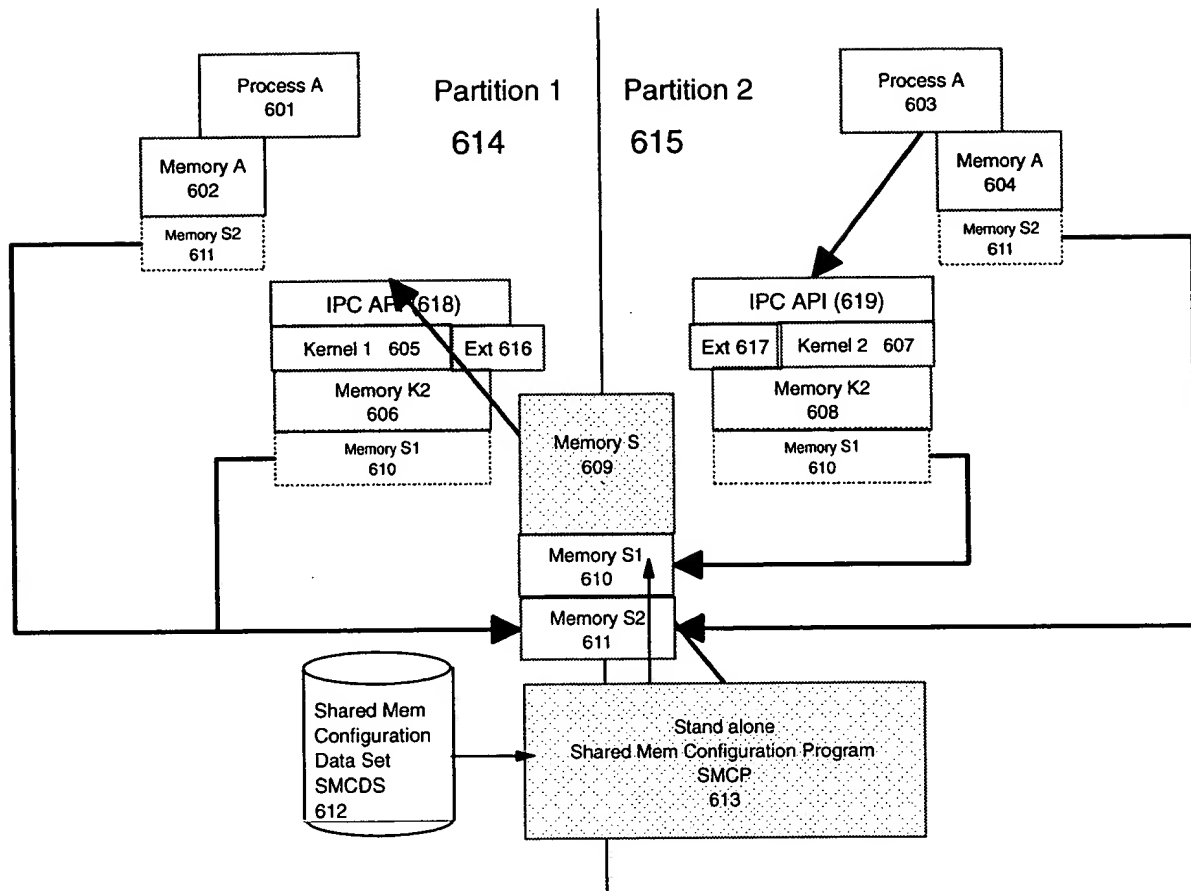 Process A
601
Partition 1
614
Partition 2
615
Process A
603
Memory A
602
Memory S2
611
Memory A
604
Memory S2
611
IPC API (618)
Kernel 1 605
Ext 616
Memory K2
606
Memory S1
610
IPC API (619)
Ext 617
Kernel 2 607
Memory K2
608
Memory S1
610
Memory S
609
Memory S1
610
Memory S2
611
Shared Mem
Configuration
Data Set
SMCDS
612
Stand alone
Shared Mem Configuration Program
SMCP
613